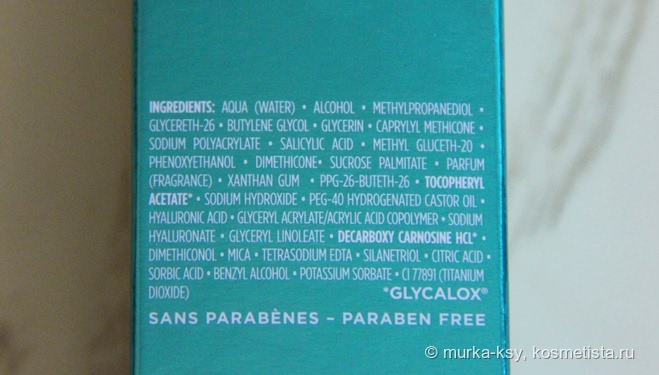 INGREDIENTS: AQUA (WATER) • ALCOHOL • METHYLPROPANEDIOL •
GLYCERETH-26 • BUTYLENE GLYCOL • GLYCERIN • CAPRYLYL METHICONE •
SODIUM POLYACRYLATE • SALICYLIC ACID • METHYL GLUCETH-20 •
PHENOXYETHANOL • DIMETHICONE• SUCROSE PALMITATE • PARFUM
(FRAGRANCE) • XANTHAN GUM • PPG-26-BUTETH-26 • TOCOPHERYL
ACETATE* • SODIUM HYDROXIDE • PEG-40 HYDROGENATED CASTOR OIL •
HYALURONIC ACID • GLYCERYL ACRYLATE/ACRYLIC ACID COPOLYMER • SODIUM
HYALURONATE • GLYCERYL LINOLEATE • DECARBOXY CARNOSINE HCL* •
DIMETHICONOL • MICA • TETRASODIUM EDTA • SILANETRIOL • CITRIC ACID •
SORBIC ACID • BENZYL ALCOHOL • POTASSIUM SORBATE • CI 77891 (TITANIUM
DIOXIDE) *GLYCALOX®
SANS PARABÈNES – PARABEN FREE
© murka-ksy, kosmetista.ru